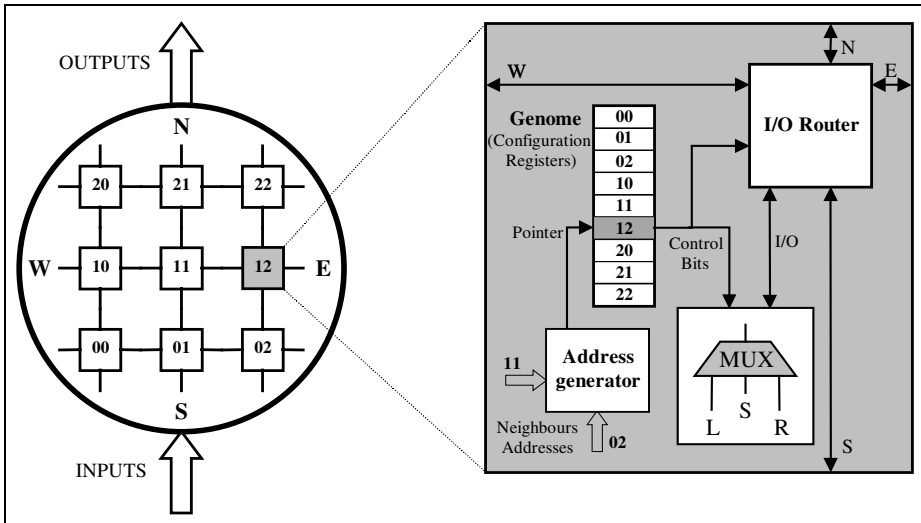 OUTPUTS
N
20 21 22
W 10 11 12 E
00 01 02
S
INPUTS
N
W
E
I/O Router
Genome
(Configuration
Registers)
00
01
02
10
11
12
20
21
22
Pointer
Control
Bits
I/O
Address
generator
11
Neighbours
Addresses
02
MUX
L S R
S